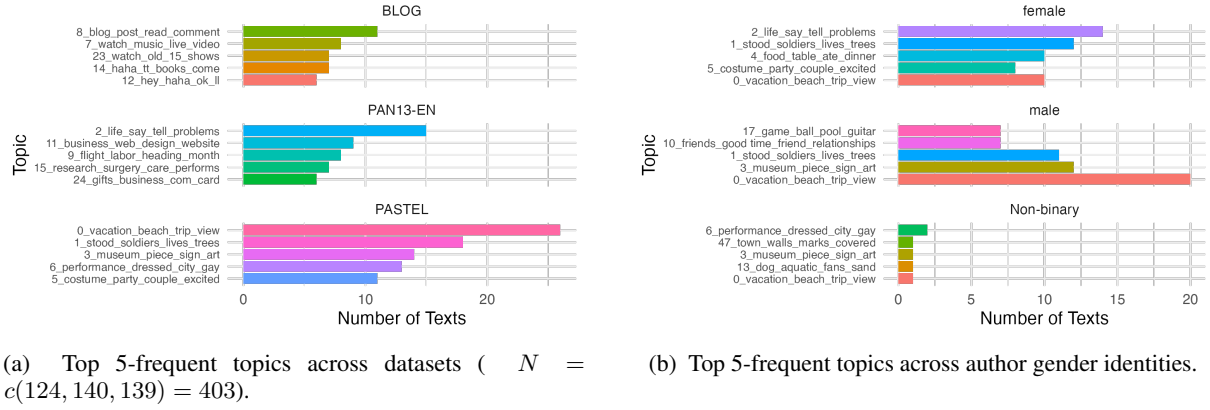 BLOG
8_blog_post_read_comment
7_watch_music_live_video
23_watch_old_15_shows
14_haha_tt_books_come
12_hey_haha_ok_ll
PAN13-EN
2_life_say_tell_problems
11_business_web_design_website
9_flight_labor_heading_month
15_research_surgery_care_performs
24_gifts_business_com_card
PASTEL
0_vacation_beach_trip_view
1_stood_soldiers_lives_trees
3_museum_piece_sign_art
6_performance_dressed_city_gay
5_costume_party_couple_excited
Topic
0 10 20
Number of Texts
(a) Top 5-frequent topics across datasets ( N =
c(124, 140, 139) = 403).
female
2_life_say_tell_problems
1_stood_soldiers_lives_trees
4_food_table_ate_dinner
5_costume_party_couple_excited
0_vacation_beach_trip_view
male
17_game_ball_pool_guitar
10_friends_good time_friend_relationships
1_stood_soldiers_lives_trees
3_museum_piece_sign_art
0_vacation_beach_trip_view
Non-binary
6_performance_dressed_city_gay
47_town_walls_marks_covered
3_museum_piece_sign_art
13_dog_aquatic_fans_sand
0_vacation_beach_trip_view
Topic
0 5 10 15 20
Number of Texts
(b) Top 5-frequent topics across author gender identities.